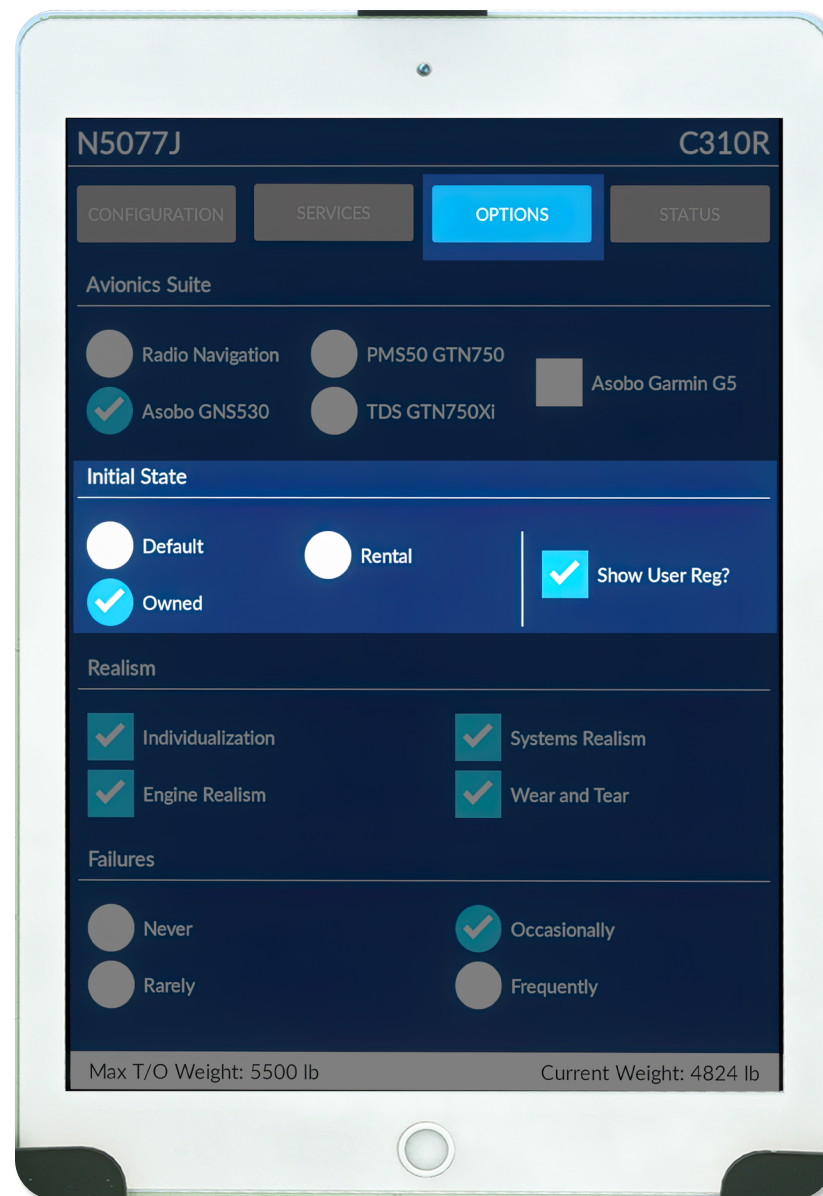 N5077J C310R
CONFIGURATION SERVICES OPTIONS STATUS
Avionics Suite
Radio Navigation PMS50 GTN750
Asobo Garmin G5
Asobo GNS530 TDS GTN750Xi
Initial State
Default Rental
Show User Reg?
Owned
Realism
Individualization Systems Realism
Engine Realism Wear and Tear
Failures
Never Occasionally
Rarely Frequently
Max T/O Weight: 5500 lb Current Weight: 4824 lb